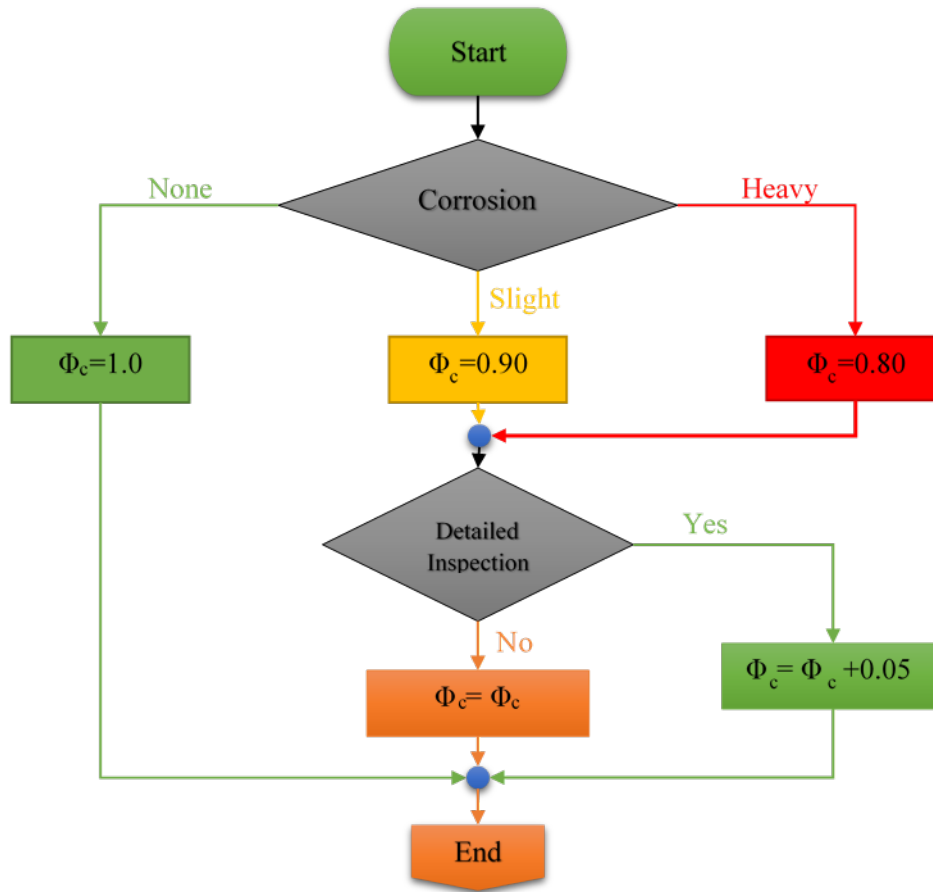 Start
None
Corrosion
Heavy
Slight
Φc=1.0
Φc=0.90
Φc=0.80
Detailed
Inspection
Yes
No
Φc= Φc
Φc= Φc +0.05
End